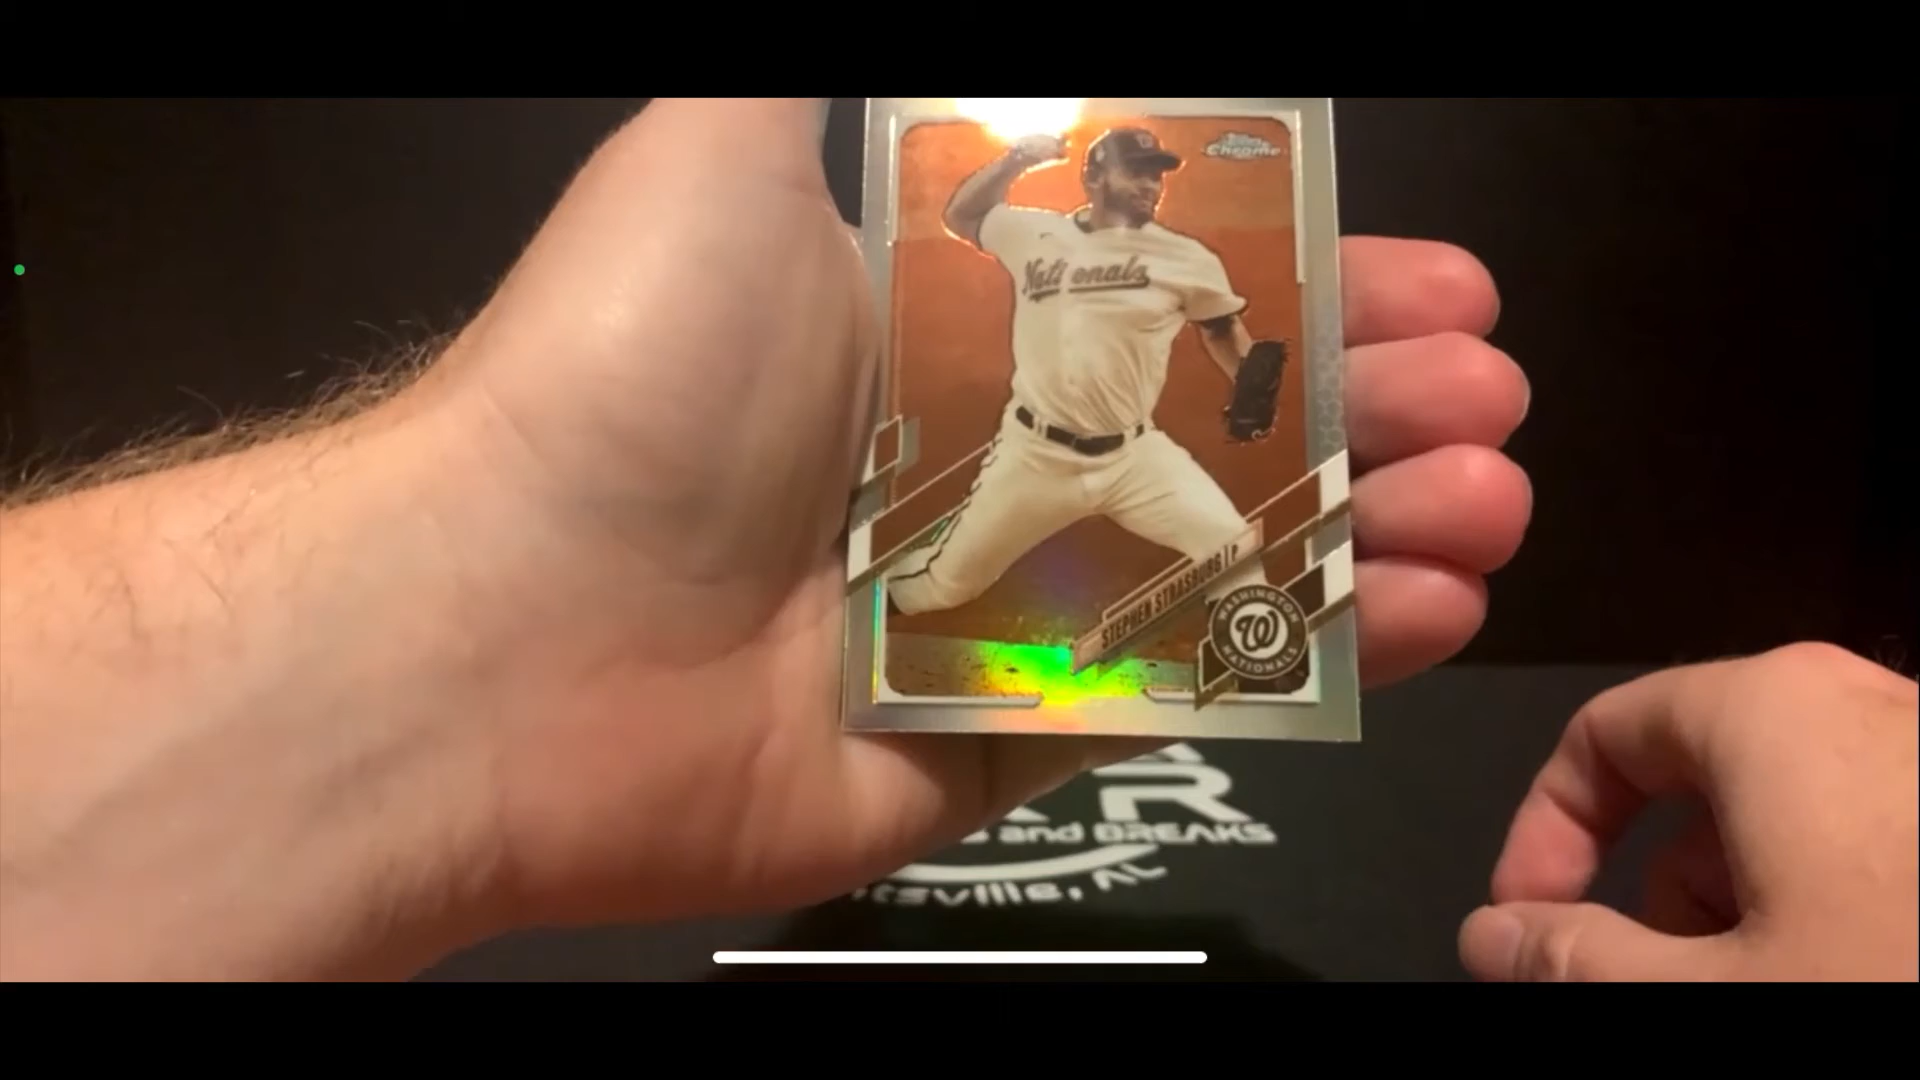 Topps
Chrome
W
Nationals
STEPHEN STRASBURG | P
WASHINGTON
W
NATIONALS
R
and BREAKS
tsville, AL